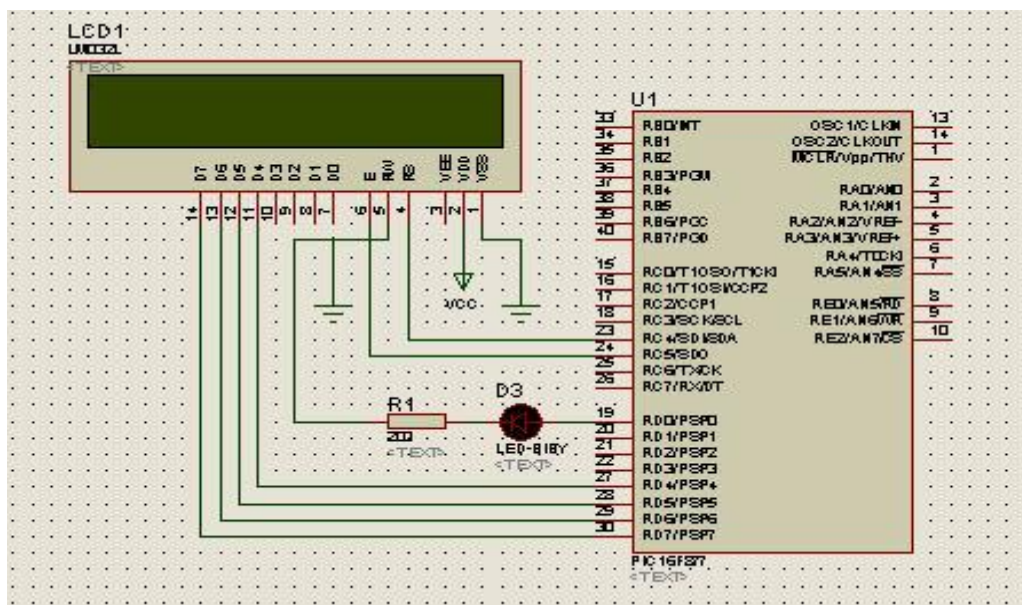 LCD1
LM032L
<TEXT>
D7 D6 D5 D4 D3 D2 D1 D0 E RW RS VEE VDD VSS
14 13 12 11 10 9 8 7 6 5 4 3 2 1
VCC
R1
20Ω
<TEXT>
D3
LED-BIBY
<TEXT>
U1
33 RB0/INT OSC1/CLKIN 13
34 RB1 OSC2/CLKOUT 14
35 RB2 MCLR/Vpp/THV 1
36 RB3/PGM
37 RB4 RA0/AN0 2
38 RB5 RA1/AN1 3
39 RB6/PGC RA2/AN2/VREF- 4
40 RB7/PGD RA3/AN3/VREF+ 5
RA4/T0CKI 6
15 RC0/T1OSO/T1CKI RA5/AN4/SS 7
16 RC1/T1OSI/CCP2
17 RC2/CCP1 RE0/AN5/RD 8
18 RC3/SCK/SCL RE1/AN6/WR 9
23 RC4/SDI/SDA RE2/AN7/CS 10
24 RC5/SDO
25 RC6/TX/CK
26 RC7/RX/DT
19 RD0/PSP0
20 RD1/PSP1
21 RD2/PSP2
22 RD3/PSP3
27 RD4/PSP4
28 RD5/PSP5
29 RD6/PSP6
30 RD7/PSP7
PIC16F877
<TEXT>